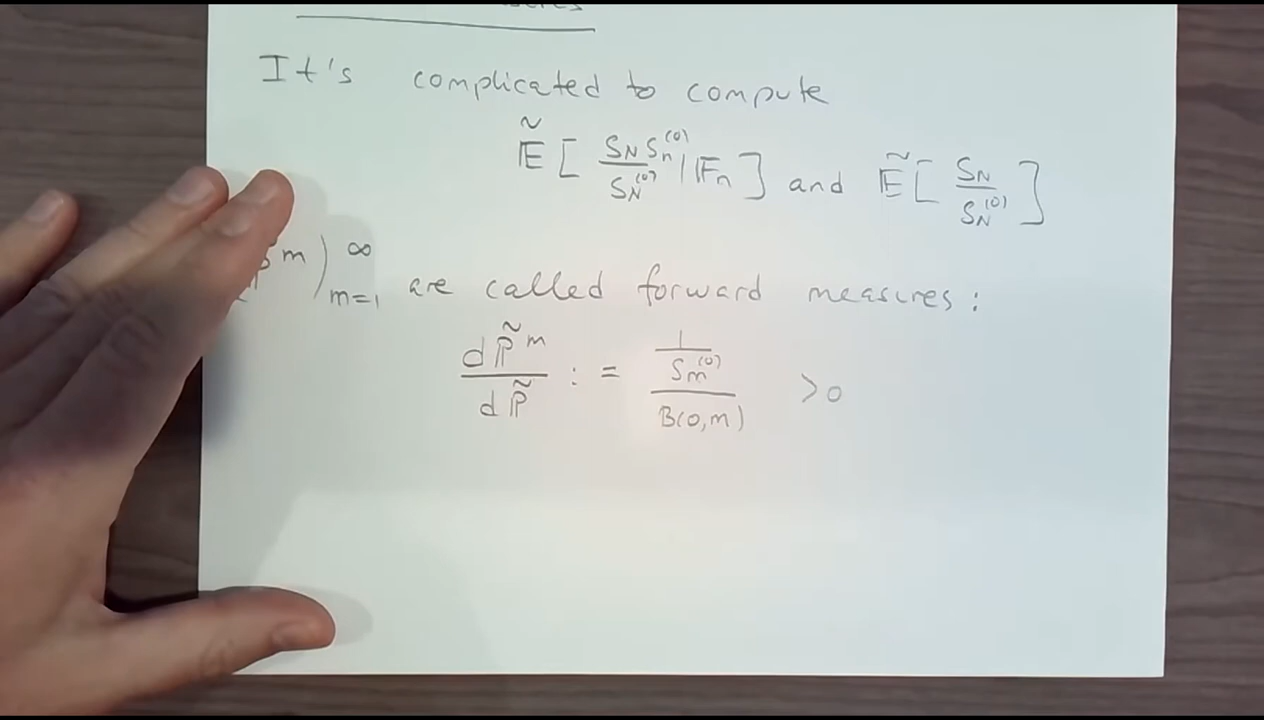 It's complicated to compute
Ẽ[ S_N S_n^(0) / S_N^(0) | F_n ] and Ẽ[ S_N / S_N^(0) ]
m)_{m=1}^∞ are called forward measures:
dP̃^m / dP̃ := (1 / S_m^(0)) / B(0,m) >0